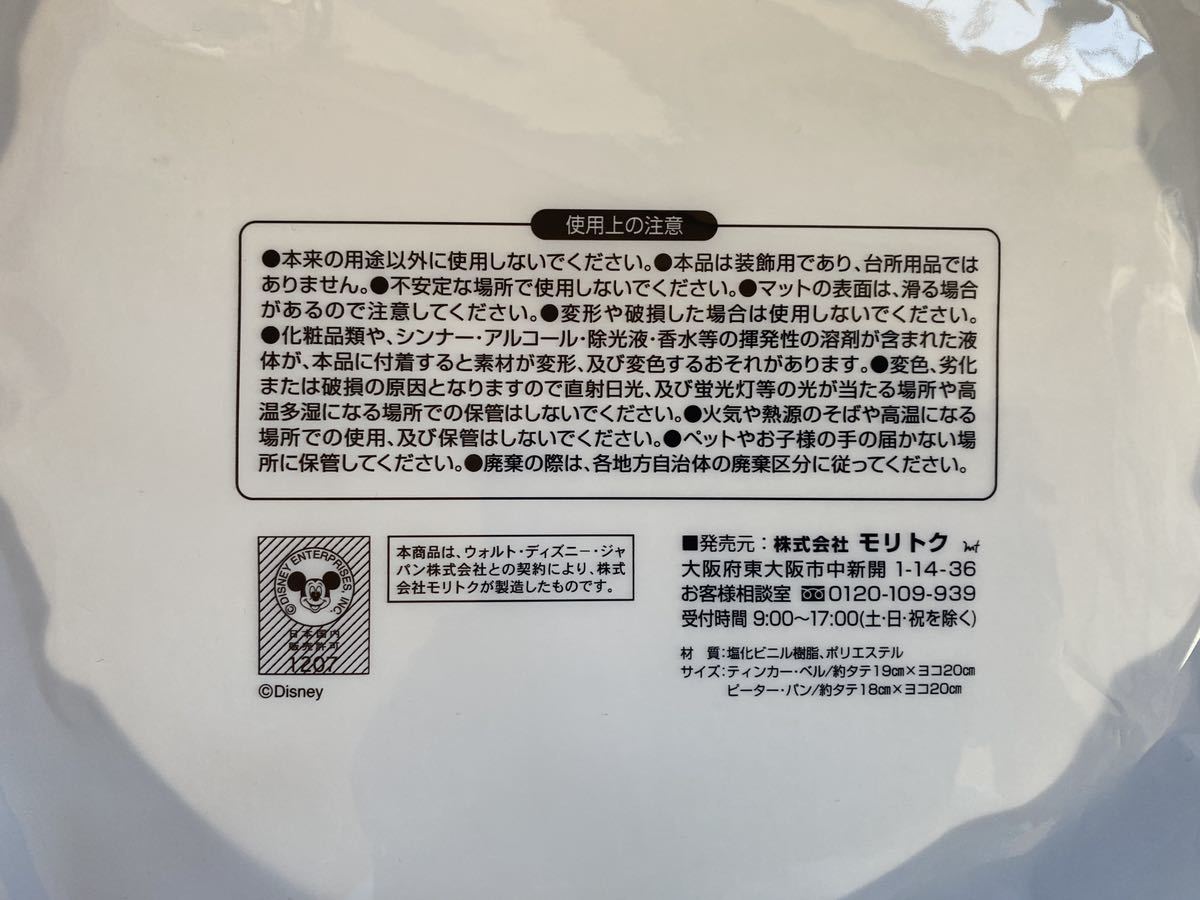 使用上の注意
●本来の用途以外に使用しないでください。●本品は装飾用であり、台所用品では
ありません。●不安定な場所で使用しないでください。●マットの表面は、滑る場合
があるので注意してください。●変形や破損した場合は使用しないでください。
●化粧品類や、シンナー・アルコール・除光液・香水等の揮発性の溶剤が含まれた液
体が、本品に付着すると素材が変形、及び変色するおそれがあります。●変色、劣化
または破損の原因となりますので直射日光、及び蛍光灯等の光が当たる場所や高
温多湿になる場所での保管はしないでください。●火気や熱源のそばや高温になる
場所での使用、及び保管はしないでください。●ペットやお子様の手の届かない場
所に保管してください。●廃棄の際は、各地方自治体の廃棄区分に従ってください。
©DISNEY ENTERPRISES, INC.
日本国内
販売許可
1207
©Disney
本商品は、ウォルト・ディズニー・ジャ
パン株式会社との契約により、株式
会社モリトクが製造したものです。
■発売元：株式会社 モリトク
大阪府東大阪市中新開 1-14-36
お客様相談室 0120-109-939
受付時間 9:00〜17:00(土・日・祝を除く)
材 質：塩化ビニル樹脂、ポリエステル
サイズ：ティンカー・ベル/約タテ19㎝×ヨコ20㎝
ピーター・パン/約タテ18㎝×ヨコ20㎝